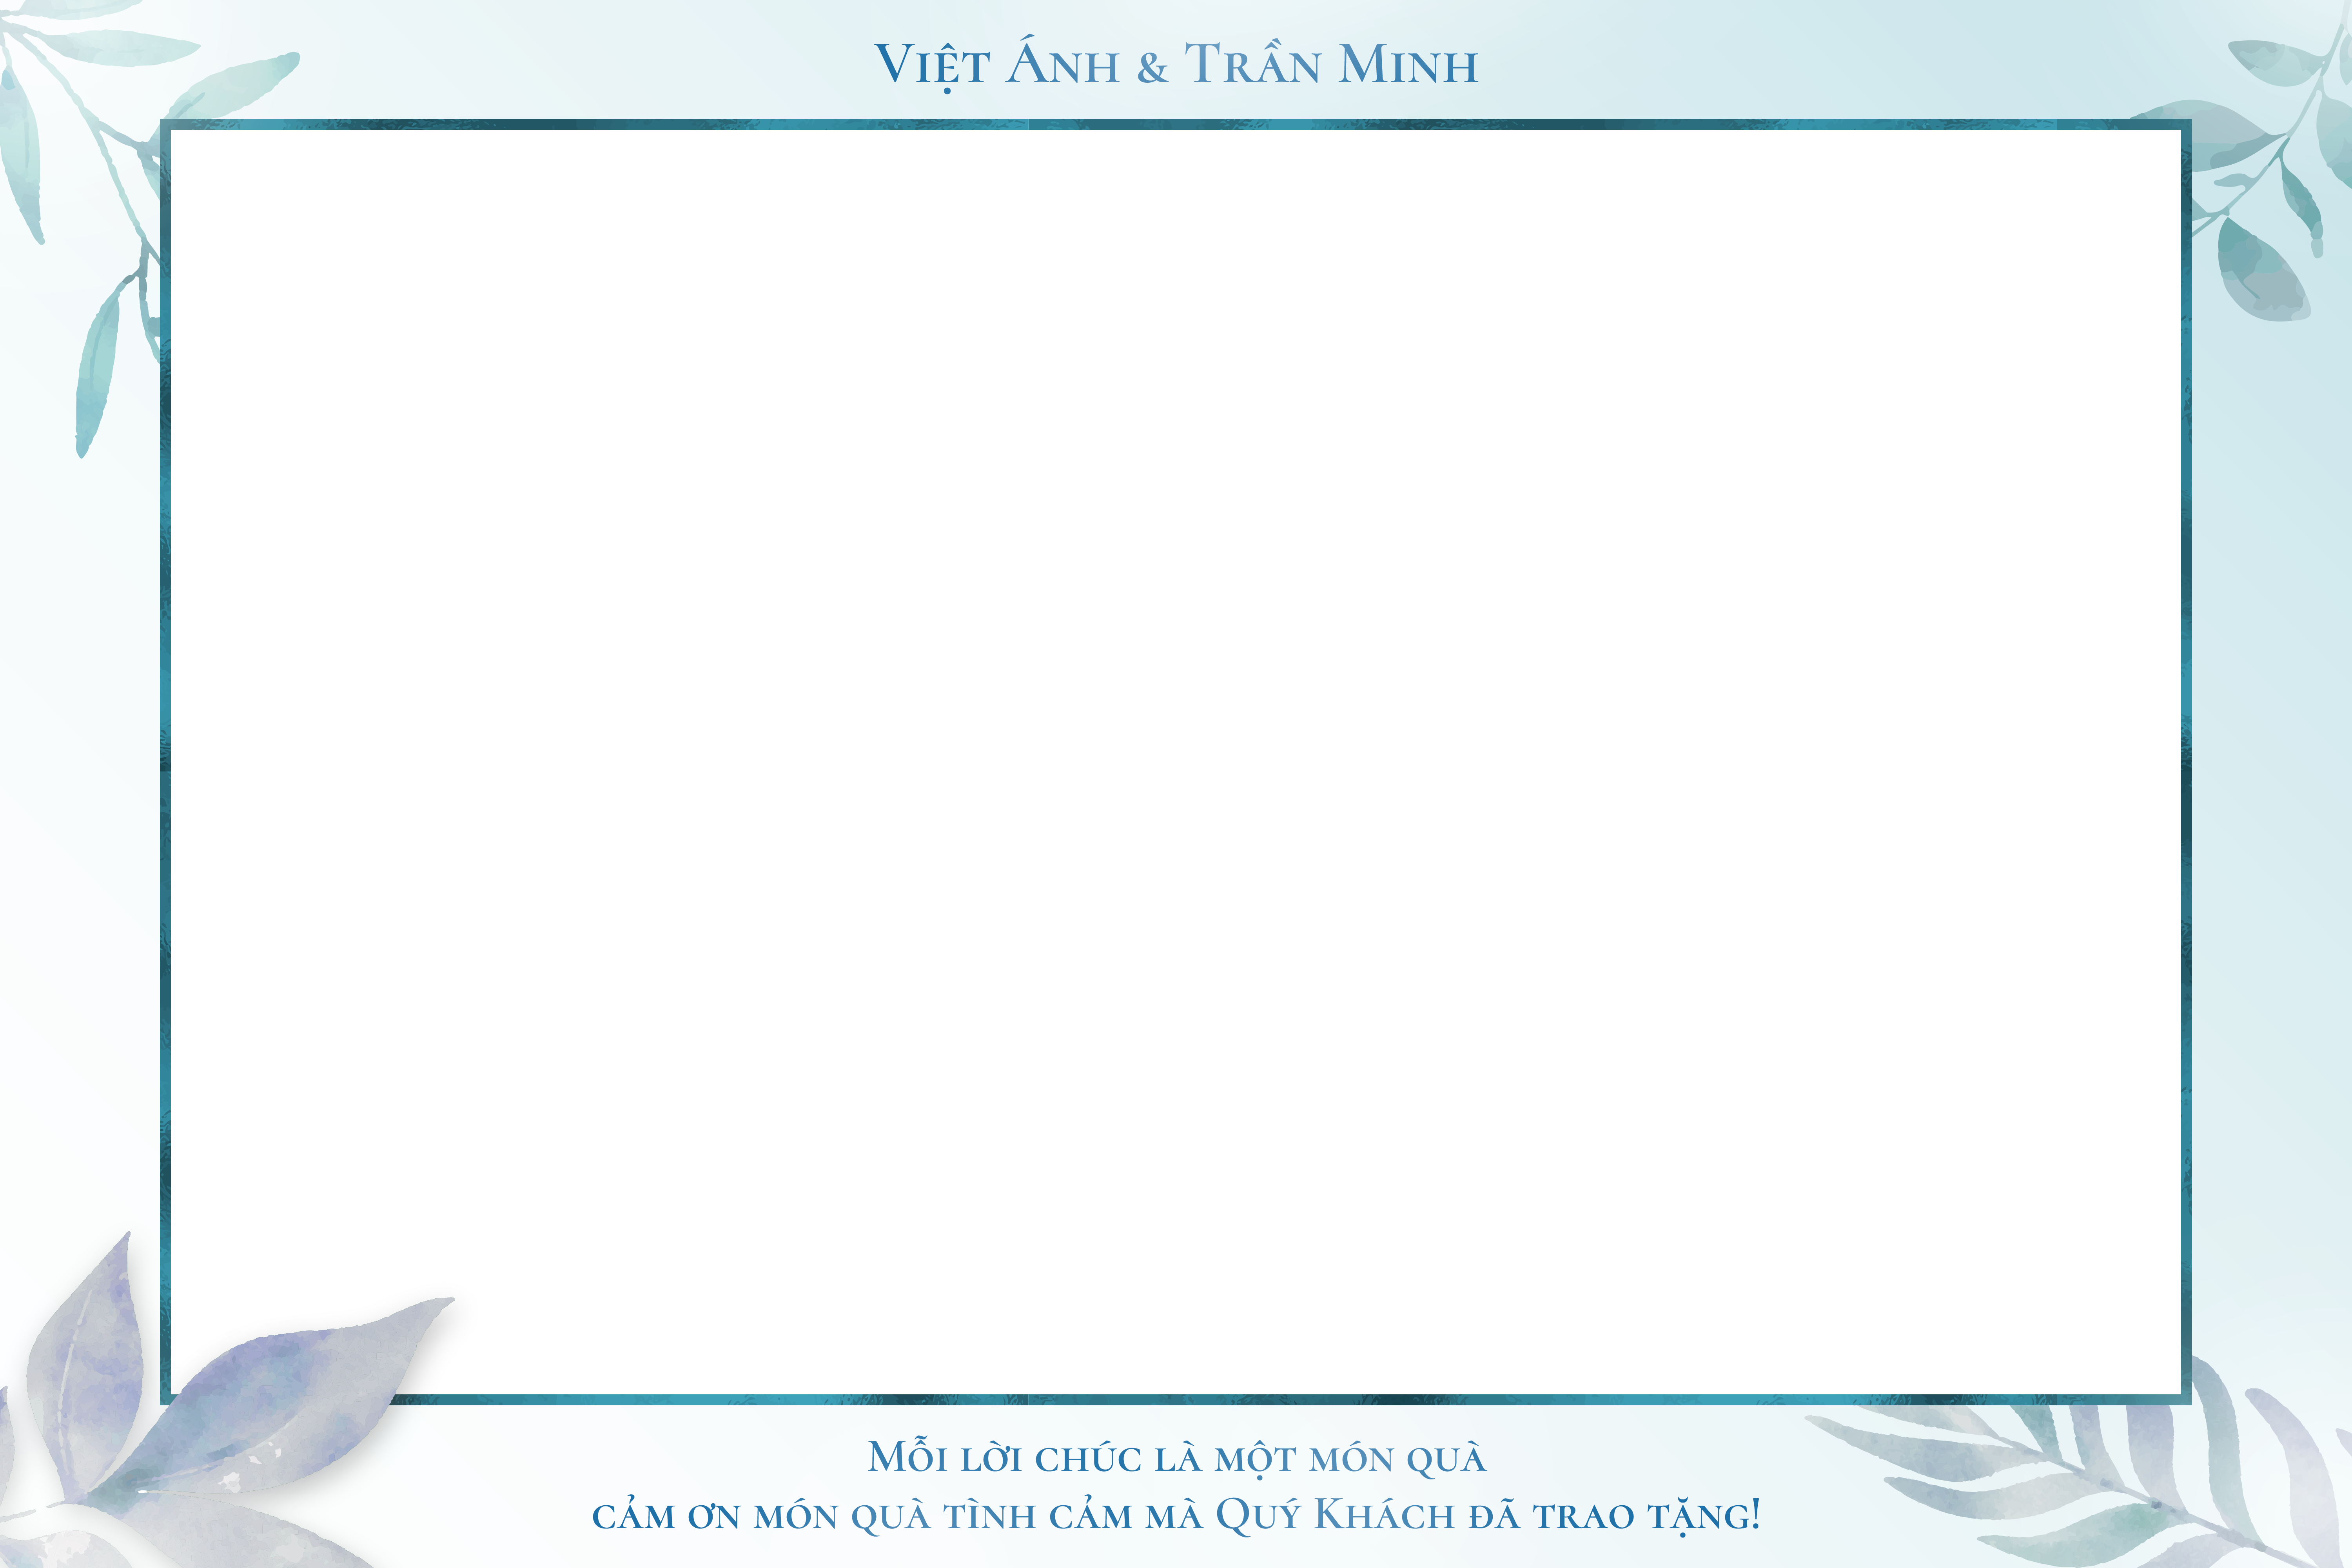 Việt Ánh & Trần Minh
Mỗi lời chúc là một món quà
cảm ơn món quà tình cảm mà Quý Khách đã trao tặng!